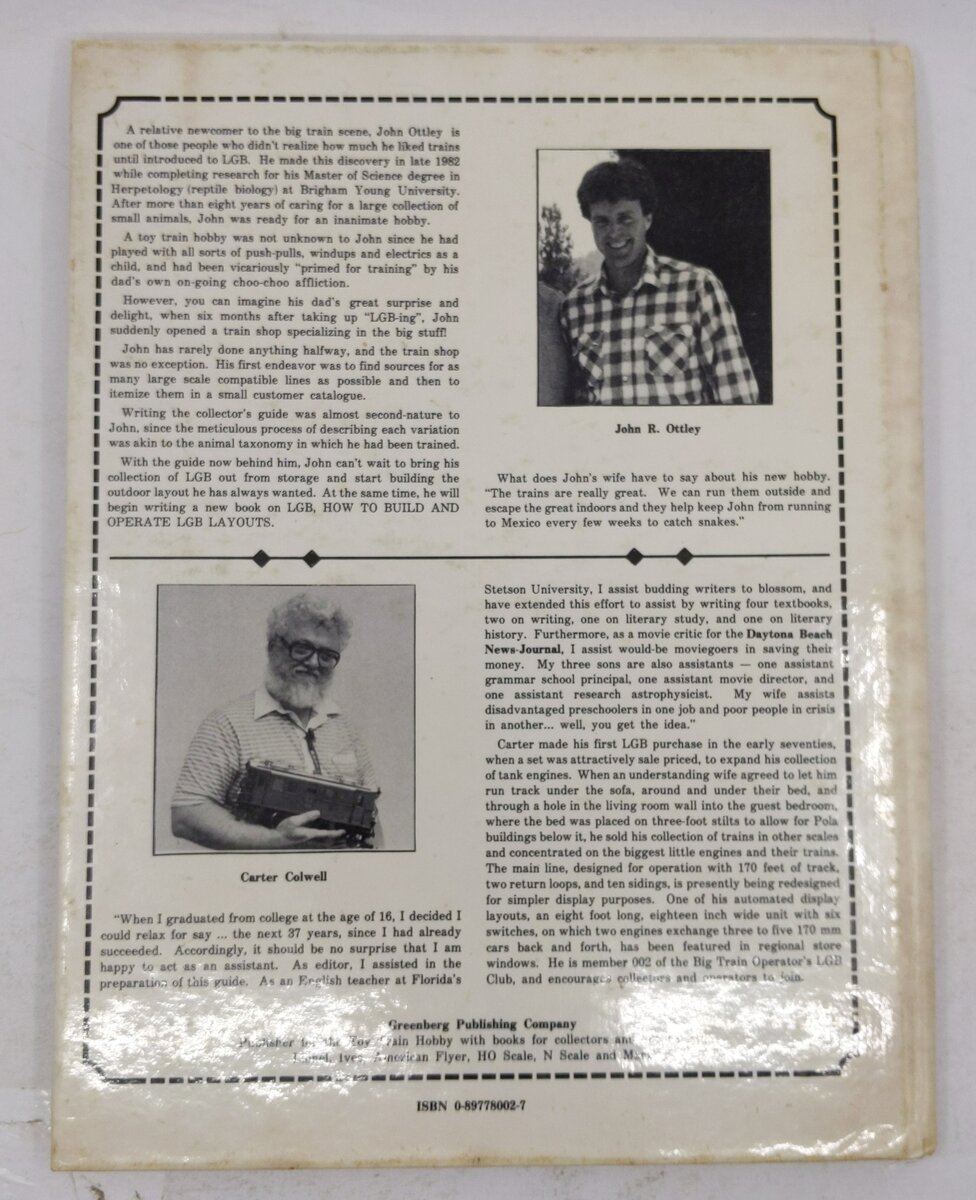 A relative newcomer to the big train scene, John Ottley is
one of those people who didn't realize how much he liked trains
until introduced to LGB. He made this discovery in late 1982
while completing research for his Master of Science degree in
Herpetology (reptile biology) at Brigham Young University.
After more than eight years of caring for a large collection of
small animals, John was ready for an inanimate hobby.
A toy train hobby was not unknown to John since he had
played with all sorts of push-pulls, windups and electrics as a
child, and had been vicariously "primed for training" by his
dad's own on-going choo-choo affliction.
However, you can imagine his dad's great surprise and
delight, when six months after taking up "LGB-ing", John
suddenly opened a train shop specializing in the big stuff!
John has rarely done anything halfway, and the train shop
was no exception. His first endeavor was to find sources for as
many large scale compatible lines as possible and then to
itemize them in a small customer catalogue.
Writing the collector's guide was almost second-nature to
John, since the meticulous process of describing each variation
was akin to the animal taxonomy in which he had been trained.
With the guide now behind him, John can't wait to bring his
collection of LGB out from storage and start building the
outdoor layout he has always wanted. At the same time, he will
begin writing a new book on LGB, HOW TO BUILD AND
OPERATE LGB LAYOUTS.
John R. Ottley
What does John's wife have to say about his new hobby.
"The trains are really great. We can run them outside and
escape the great indoors and they help keep John from running
to Mexico every few weeks to catch snakes."
Carter Colwell
"When I graduated from college at the age of 16, I decided I
could relax for say ... the next 37 years, since I had already
succeeded. Accordingly, it should be no surprise that I am
happy to act as an assistant. As editor, I assisted in the
preparation of this guide. As an English teacher at Florida's
Stetson University, I assist budding writers to blossom, and
have extended this effort to assist by writing four textbooks,
two on writing, one on literary study, and one on literary
history. Furthermore, as a movie critic for the Daytona Beach
News-Journal, I assist would-be moviegoers in saving their
money. My three sons are also assistants — one assistant
grammar school principal, one assistant movie director, and
one assistant research astrophysicist. My wife assists
disadvantaged preschoolers in one job and poor people in crisis
in another... well, you get the idea."
Carter made his first LGB purchase in the early seventies,
when a set was attractively sale priced, to expand his collection
of tank engines. When an understanding wife agreed to let him
run track under the sofa, around and under their bed, and
through a hole in the living room wall into the guest bedroom,
where the bed was placed on three-foot stilts to allow for Pola
buildings below it, he sold his collection of trains in other scales
and concentrated on the biggest little engines and their trains.
The main line, designed for operation with 170 feet of track,
two return loops, and ten sidings, is presently being redesigned
for simpler display purposes. One of his automated display
layouts, an eight foot long, eighteen inch wide unit with six
switches, on which two engines exchange three to five 170 mm
cars back and forth, has been featured in regional store
windows. He is member 002 of the Big Train Operator's LGB
Club, and encourages collectors and operators to join.
Greenberg Publishing Company
Publisher for the Toy Train Hobby with books for collectors
Lionel, Ives, American Flyer, HO Scale, N Scale and
ISBN 0-89778002-7